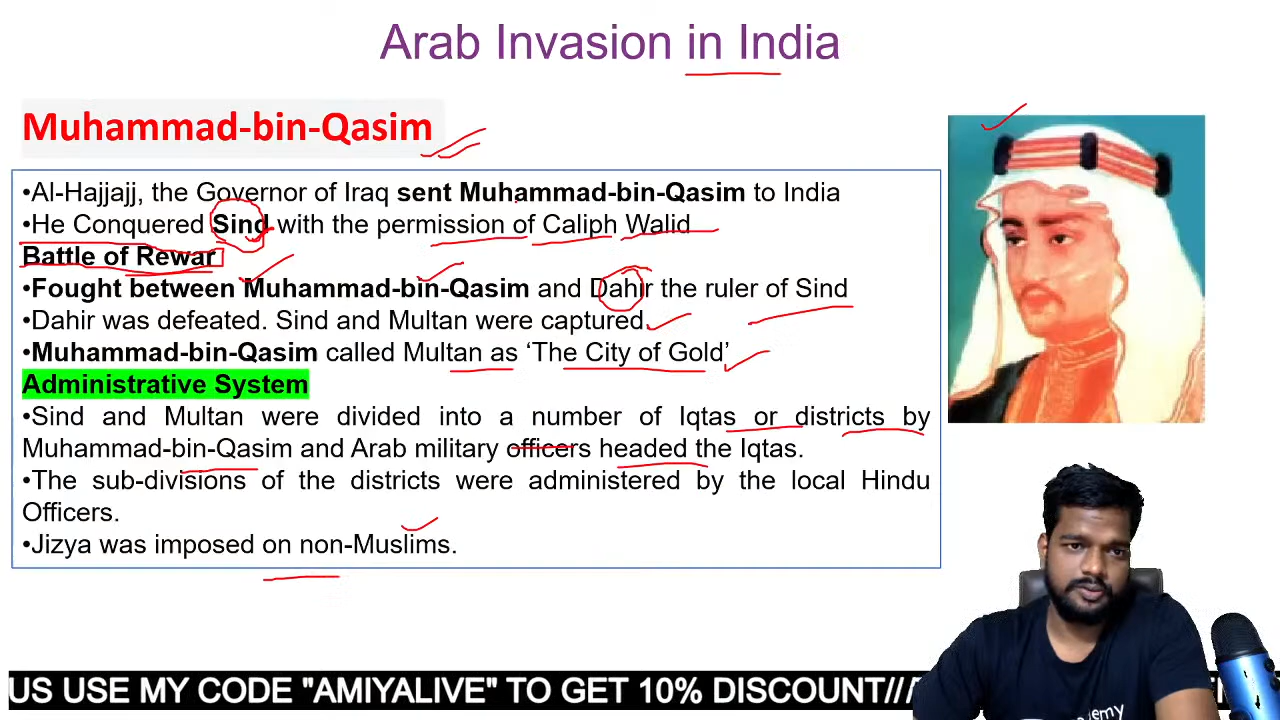 Arab Invasion in India
Muhammad-bin-Qasim
•Al-Hajjajj, the Governor of Iraq sent Muhammad-bin-Qasim to India
•He Conquered Sind with the permission of Caliph Walid
Battle of Rewar
•Fought between Muhammad-bin-Qasim and Dahir the ruler of Sind
•Dahir was defeated. Sind and Multan were captured.
•Muhammad-bin-Qasim called Multan as ‘The City of Gold’
Administrative System
•Sind and Multan were divided into a number of Iqtas or districts by
Muhammad-bin-Qasim and Arab military officers headed the Iqtas.
•The sub-divisions of the districts were administered by the local Hindu
Officers.
•Jizya was imposed on non-Muslims.
US USE MY CODE "AMIYALIVE" TO GET 10% DISCOUNT//